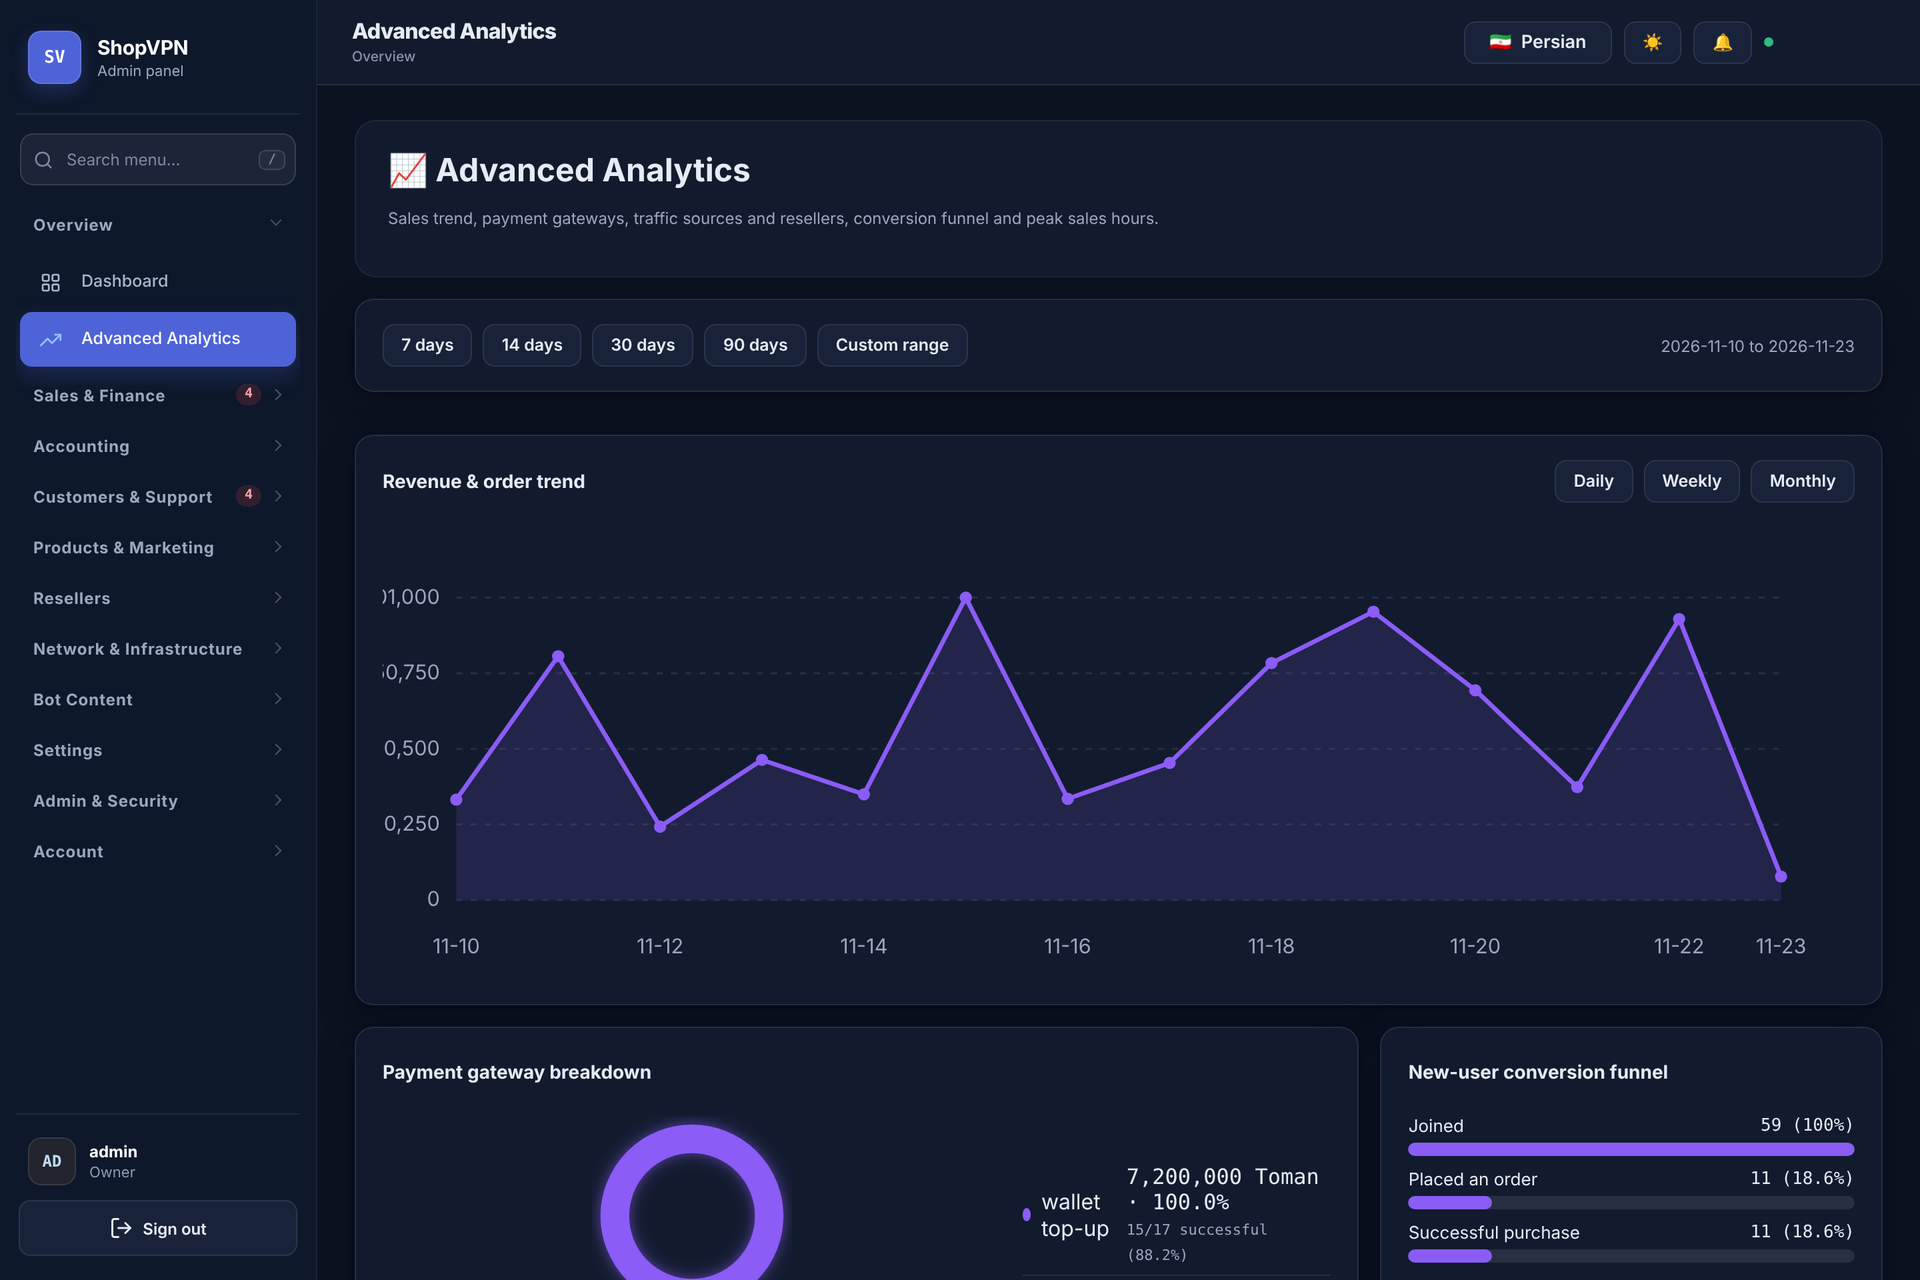 SV
ShopVPN
Admin panel
Search menu...
/
Overview
Dashboard
Advanced Analytics
Sales & Finance 4
Accounting
Customers & Support 4
Products & Marketing
Resellers
Network & Infrastructure
Bot Content
Settings
Admin & Security
Account
AD
admin
Owner
Sign out
Advanced Analytics
Overview
Persian
Advanced Analytics
Sales trend, payment gateways, traffic sources and resellers, conversion funnel and peak sales hours.
7 days 14 days 30 days 90 days Custom range
2026-11-10 to 2026-11-23
Revenue & order trend
Daily Weekly Monthly
1,000
0,750
0,500
0,250
0
11-10 11-12 11-14 11-16 11-18 11-20 11-22 11-23
Payment gateway breakdown
wallet top-up
7,200,000 Toman
· 100.0%
15/17 successful
(88.2%)
New-user conversion funnel
Joined 59 (100%)
Placed an order 11 (18.6%)
Successful purchase 11 (18.6%)